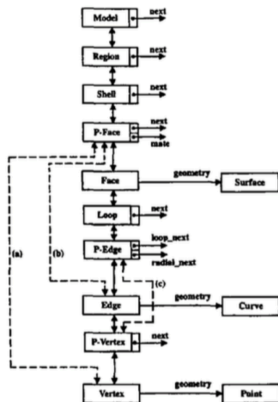 Model
next
Region
next
Shell
next
P-Face
next
mate
Face
geometry
Surface
Loop
next
P-Edge
loop_next
radial_next
(a)
(b)
(c)
Edge
geometry
Curve
P-Vertex
next
Vertex
geometry
Point